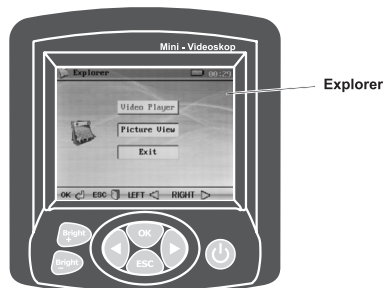 Mini - Videoskop
Explorer 00:29
Explorer
Video Player
Picture View
Exit
OK ESC LEFT RIGHT
Bright
+
OK
Bright
-
ESC